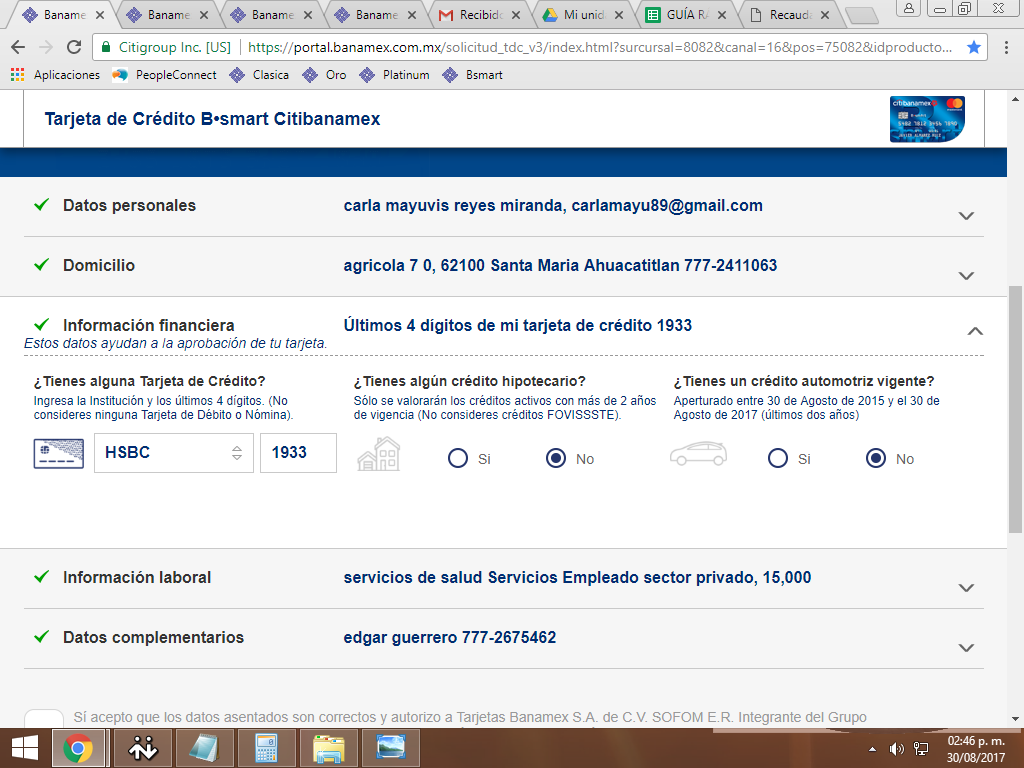 Baname
Baname
Baname
Baname
Recibido
Mi unid
GUÍA RA
Recaud
Citigroup Inc. [US]
https://portal.banamex.com.mx/solicitud_tdc_v3/index.html?surcursal=8082&canal=16&pos=75082&idproducto...
Aplicaciones
PeopleConnect
Clasica
Oro
Platinum
Bsmart
Tarjeta de Crédito B•smart Citibanamex
citibanamex
Datos personales
carla mayuvis reyes miranda, carlamayu89@gmail.com
Domicilio
agricola 7 0, 62100 Santa Maria Ahuacatitlan 777-2411063
Información financiera
Últimos 4 dígitos de mi tarjeta de crédito 1933
Estos datos ayudan a la aprobación de tu tarjeta.
¿Tienes alguna Tarjeta de Crédito?
Ingresa la Institución y los últimos 4 dígitos. (No
consideres ninguna Tarjeta de Débito o Nómina).
HSBC
1933
¿Tienes algún crédito hipotecario?
Sólo se valorarán los créditos activos con más de 2 años
de vigencia (No consideres créditos FOVISSSTE).
Si
No
¿Tienes un crédito automotriz vigente?
Aperturado entre 30 de Agosto de 2015 y el 30 de
Agosto de 2017 (últimos dos años)
Si
No
Información laboral
servicios de salud Servicios Empleado sector privado, 15,000
Datos complementarios
edgar guerrero 777-2675462
Sí acepto que los datos asentados son correctos y autorizo a Tarjetas Banamex S.A. de C.V. SOFOM E.R. Integrante del Grupo
02:46 p. m.
30/08/2017